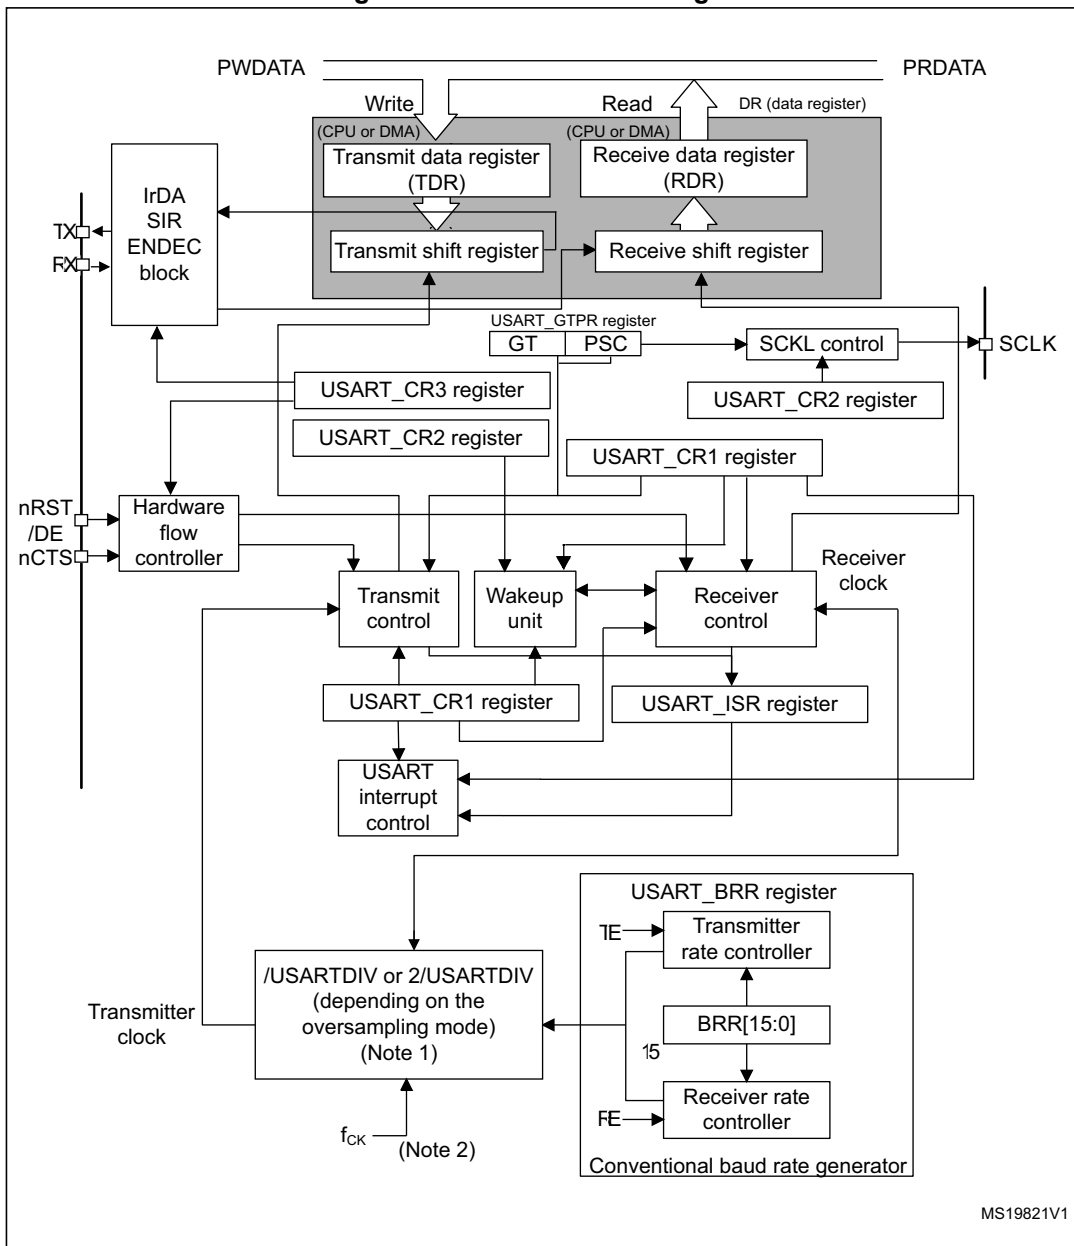 PWDATA
PRDATA
Write
Read
DR (data register)
(CPU or DMA)
(CPU or DMA)
Transmit data register
(TDR)
Receive data register
(RDR)
IrDA
SIR
ENDEC
block
TX
RX
Transmit shift register
Receive shift register
USART_GTPR register
GT
PSC
SCKL control
SCLK
USART_CR3 register
USART_CR2 register
USART_CR2 register
USART_CR1 register
nRST
/DE
nCTS
Hardware
flow
controller
Transmit
control
Wakeup
unit
Receiver
control
Receiver
clock
USART_CR1 register
USART_ISR register
USART
interrupt
control
USART_BRR register
TE
Transmitter
rate controller
/USARTDIV or 2/USARTDIV
(depending on the
oversampling mode)
(Note 1)
Transmitter
clock
BRR[15:0]
15
Receiver rate
controller
RE
fCK
(Note 2)
Conventional baud rate generator
MS19821V1